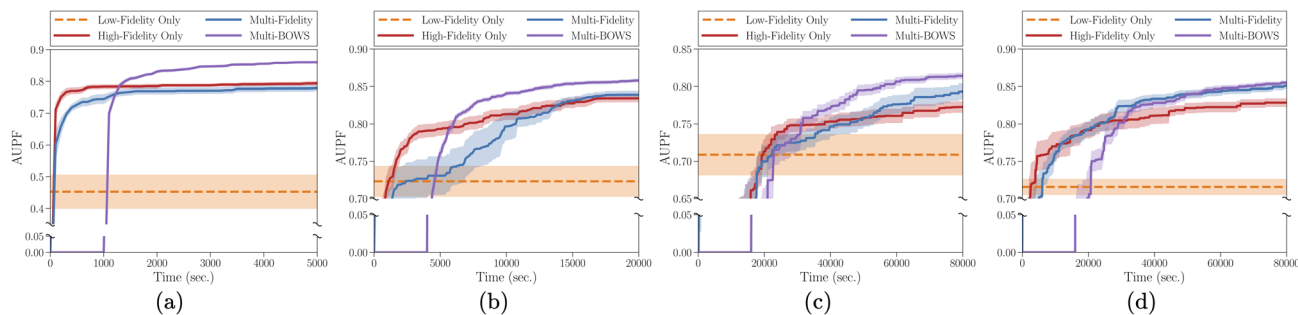 Low-Fidelity Only Multi-Fidelity
High-Fidelity Only Multi-BOWS
0.9
0.8
0.7
0.6
0.5
0.4
0.05
0.00
AUPF
0 1000 2000 3000 4000 5000
Time (sec.)
(a)
Low-Fidelity Only Multi-Fidelity
High-Fidelity Only Multi-BOWS
0.90
0.85
0.80
0.75
0.70
0.05
0.00
AUPF
0 5000 10000 15000 20000
Time (sec.)
(b)
Low-Fidelity Only Multi-Fidelity
High-Fidelity Only Multi-BOWS
0.85
0.80
0.75
0.70
0.65
0.05
0.00
AUPF
0 20000 40000 60000 80000
Time (sec.)
(c)
Low-Fidelity Only Multi-Fidelity
High-Fidelity Only Multi-BOWS
0.90
0.85
0.80
0.75
0.70
0.05
0.00
AUPF
0 20000 40000 60000 80000
Time (sec.)
(d)